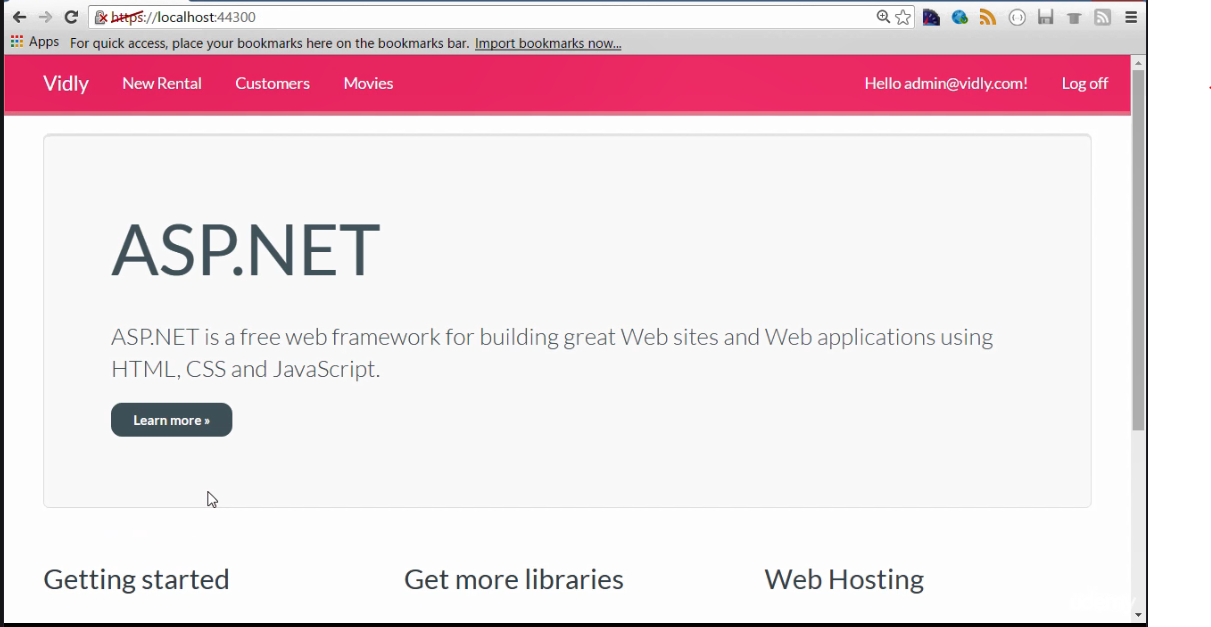 https://localhost:44300
Apps For quick access, place your bookmarks here on the bookmarks bar. Import bookmarks now...
Vidly New Rental Customers Movies Hello admin@vidly.com! Log off
ASP.NET
ASP.NET is a free web framework for building great Web sites and Web applications using
HTML, CSS and JavaScript.
Learn more »
Getting started Get more libraries Web Hosting